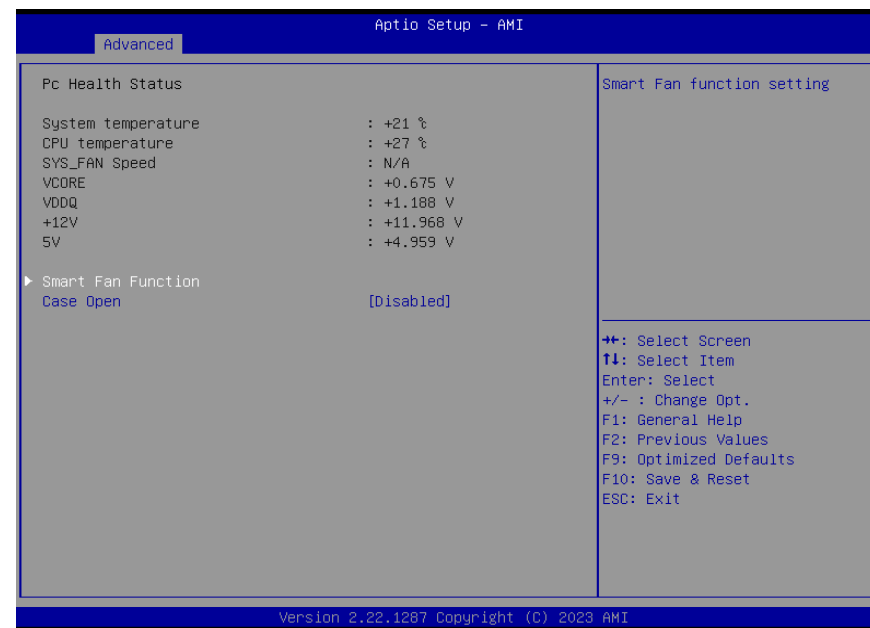 Aptio Setup – AMI
Advanced
Pc Health Status
Smart Fan function setting
System temperature : +21 ℃
CPU temperature : +27 ℃
SYS_FAN Speed : N/A
VCORE : +0.675 V
VDDQ : +1.188 V
+12V : +11.968 V
5V : +4.959 V
▶ Smart Fan Function
Case Open [Disabled]
→←: Select Screen
↑↓: Select Item
Enter: Select
+/- : Change Opt.
F1: General Help
F2: Previous Values
F9: Optimized Defaults
F10: Save & Reset
ESC: Exit
Version 2.22.1287 Copyright (C) 2023 AMI